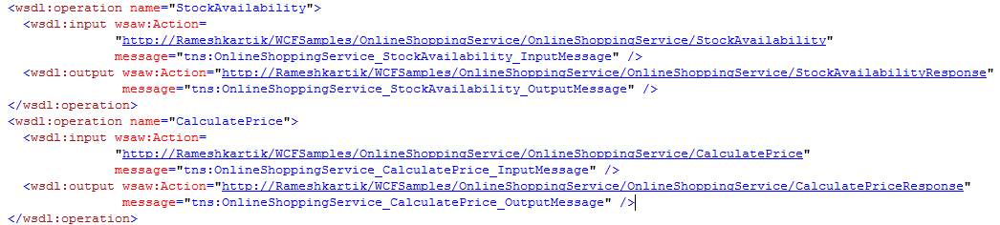 <wsdl:operation name="StockAvailability">
<wsdl:input wsaw:Action=
"http://Rameshkartik/WCFSamples/OnlineShoppingService/OnlineShoppingService/StockAvailability"
message="tns:OnlineShoppingService_StockAvailability_InputMessage" />
<wsdl:output wsaw:Action="http://Rameshkartik/WCFSamples/OnlineShoppingService/OnlineShoppingService/StockAvailabilityResponse"
message="tns:OnlineShoppingService_StockAvailability_OutputMessage" />
</wsdl:operation>
<wsdl:operation name="CalculatePrice">
<wsdl:input wsaw:Action=
"http://Rameshkartik/WCFSamples/OnlineShoppingService/OnlineShoppingService/CalculatePrice"
message="tns:OnlineShoppingService_CalculatePrice_InputMessage" />
<wsdl:output wsaw:Action="http://Rameshkartik/WCFSamples/OnlineShoppingService/OnlineShoppingService/CalculatePriceResponse"
message="tns:OnlineShoppingService_CalculatePrice_OutputMessage" />
</wsdl:operation>